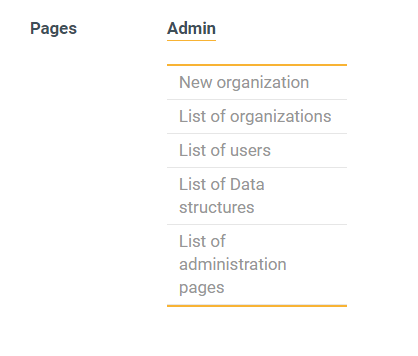 Pages
Admin
New organization
List of organizations
List of users
List of Data
structures
List of
administration
pages